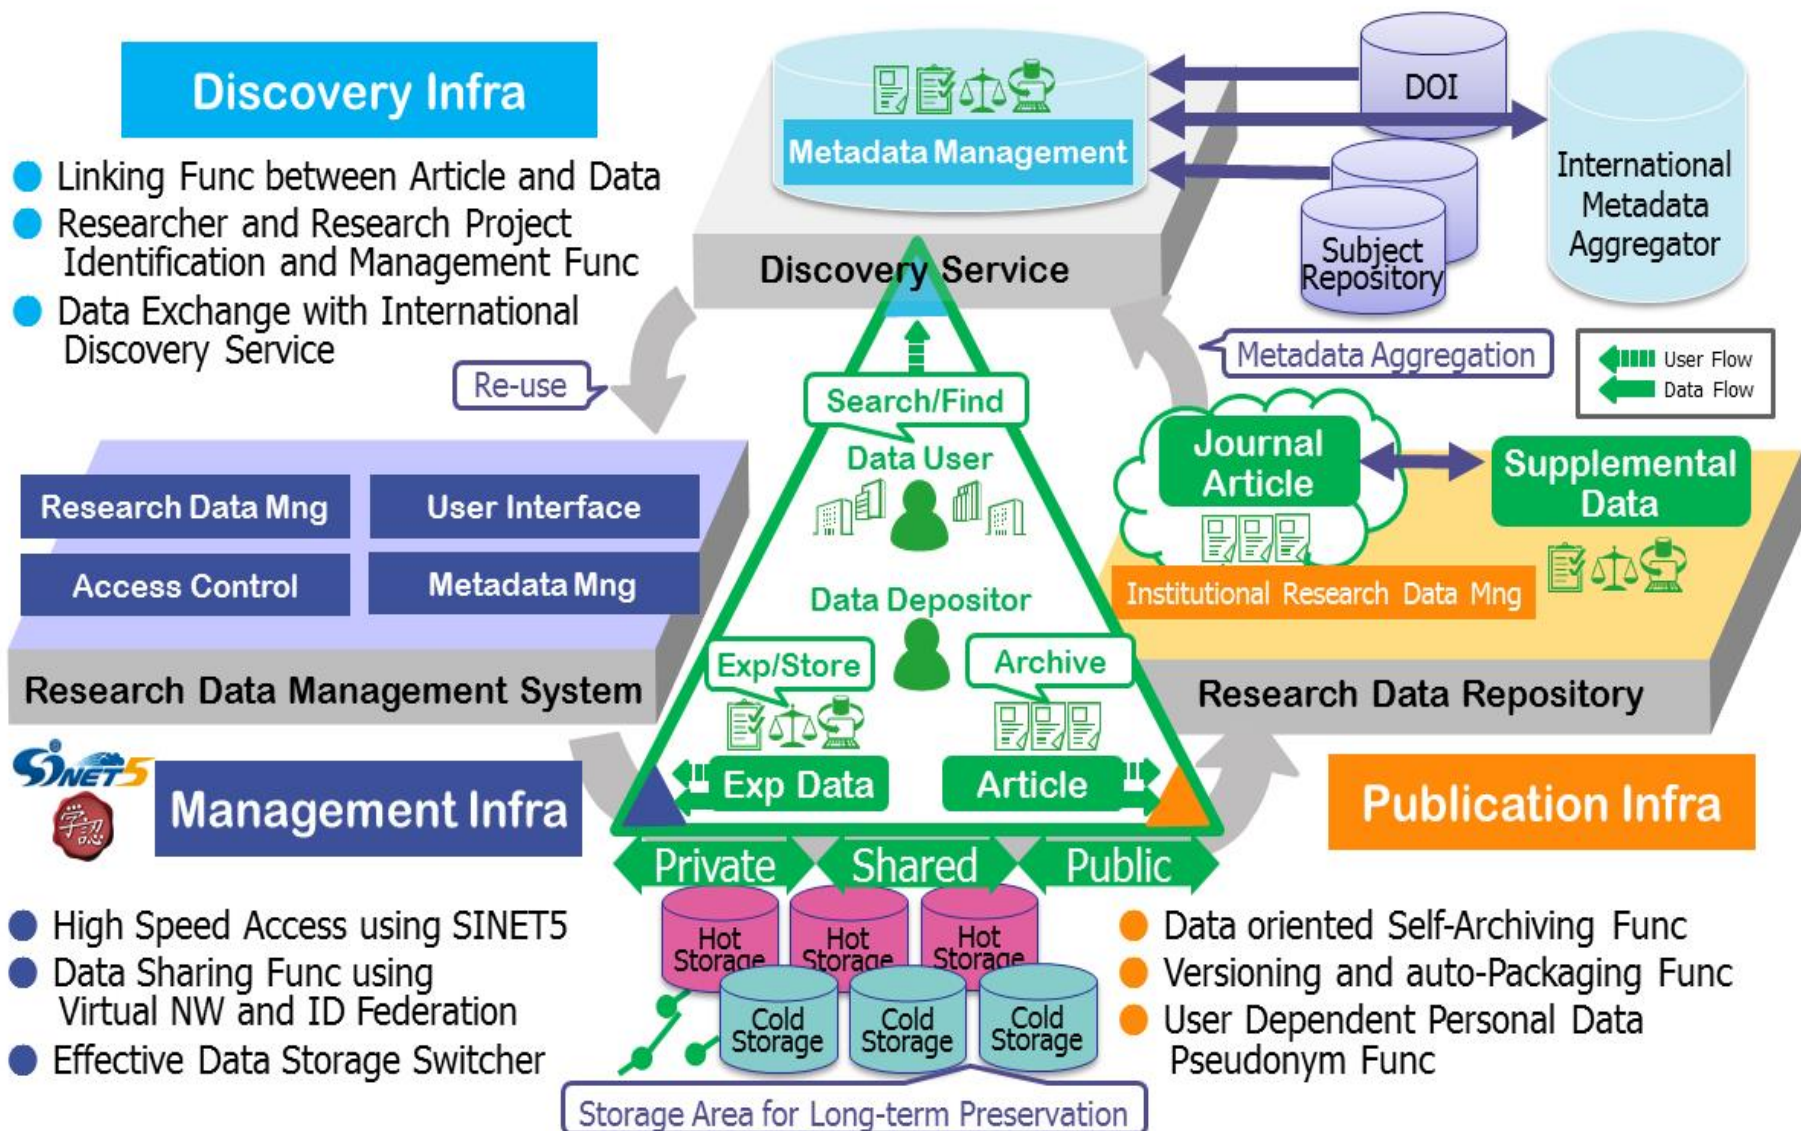 Discovery Infra
Linking Func between Article and Data
Researcher and Research Project
Identification and Management Func
Data Exchange with International
Discovery Service
Metadata Management
Discovery Service
DOI
Subject
Repository
International
Metadata
Aggregator
User Flow
Data Flow
Re-use
Metadata Aggregation
Search/Find
Data User
Data Depositor
Exp/Store
Archive
Exp Data
Article
Research Data Mng
User Interface
Access Control
Metadata Mng
Research Data Management System
Journal
Article
Supplemental
Data
Institutional Research Data Mng
Research Data Repository
SINET5
学認
Management Infra
High Speed Access using SINET5
Data Sharing Func using
Virtual NW and ID Federation
Effective Data Storage Switcher
Private
Shared
Public
Hot
Storage
Hot
Storage
Hot
Storage
Cold
Storage
Cold
Storage
Cold
Storage
Storage Area for Long-term Preservation
Publication Infra
Data oriented Self-Archiving Func
Versioning and auto-Packaging Func
User Dependent Personal Data
Pseudonym Func